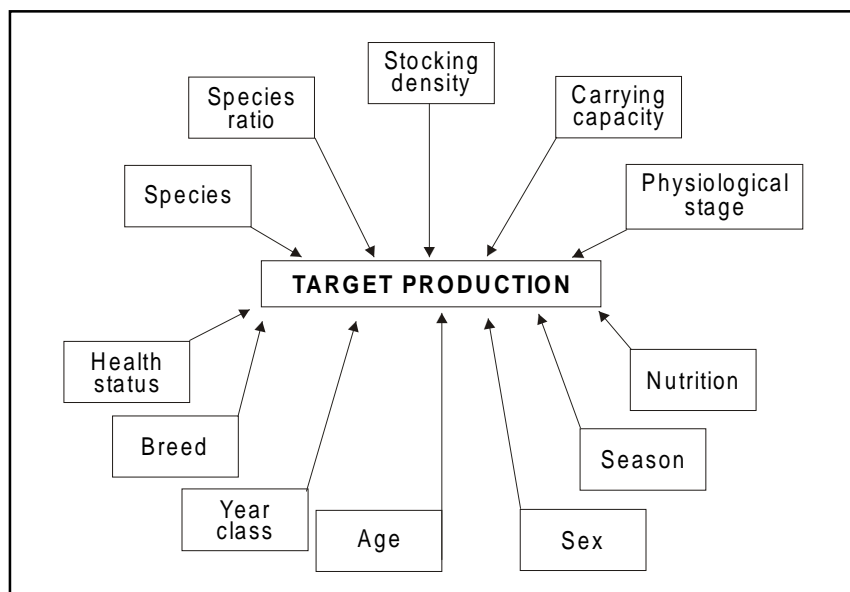 Stocking
density
Species
ratio
Carrying
capacity
Species
Physiological
stage
TARGET PRODUCTION
Health
status
Nutrition
Breed
Season
Year
class
Age
Sex